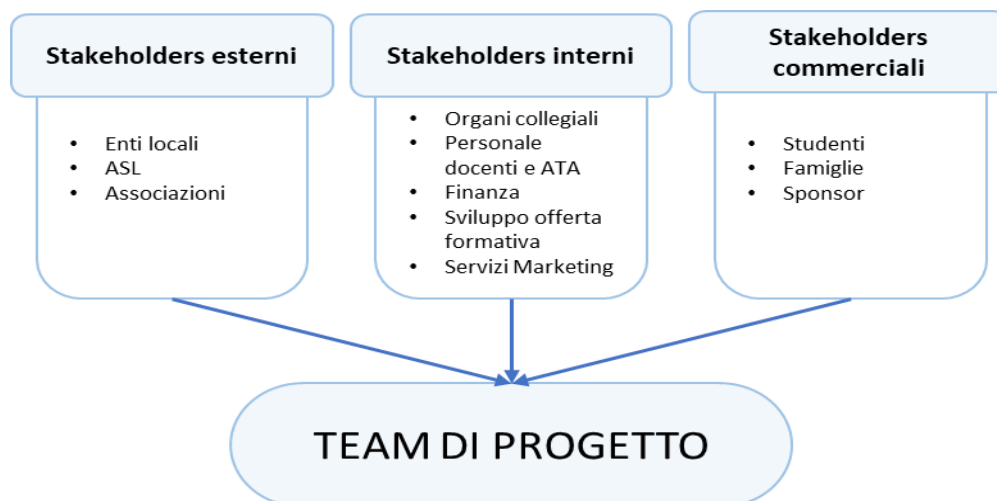 Stakeholders esterni
• Enti locali
• ASL
• Associazioni
Stakeholders interni
• Organi collegiali
• Personale
docenti e ATA
• Finanza
• Sviluppo offerta
formativa
• Servizi Marketing
Stakeholders
commerciali
• Studenti
• Famiglie
• Sponsor
TEAM DI PROGETTO